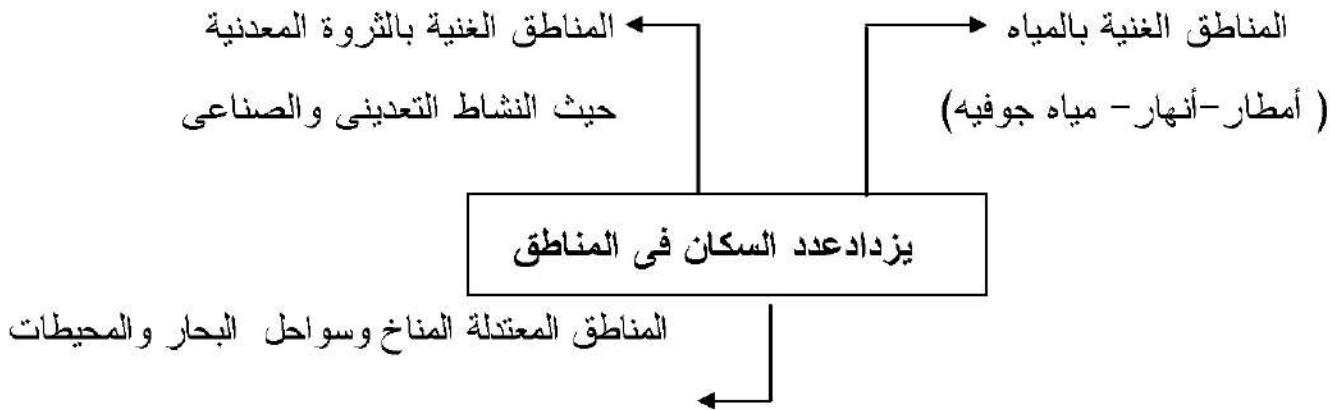 المناطق الغنية بالمياه
( أمطار -أنهار- مياه جوفيه)
المناطق الغنية بالثروة المعدنية
حيث النشاط التعدينى والصناعى
يزدادعدد السكان فى المناطق
المناطق المعتدلة المناخ وسواحل البحار والمحيطات